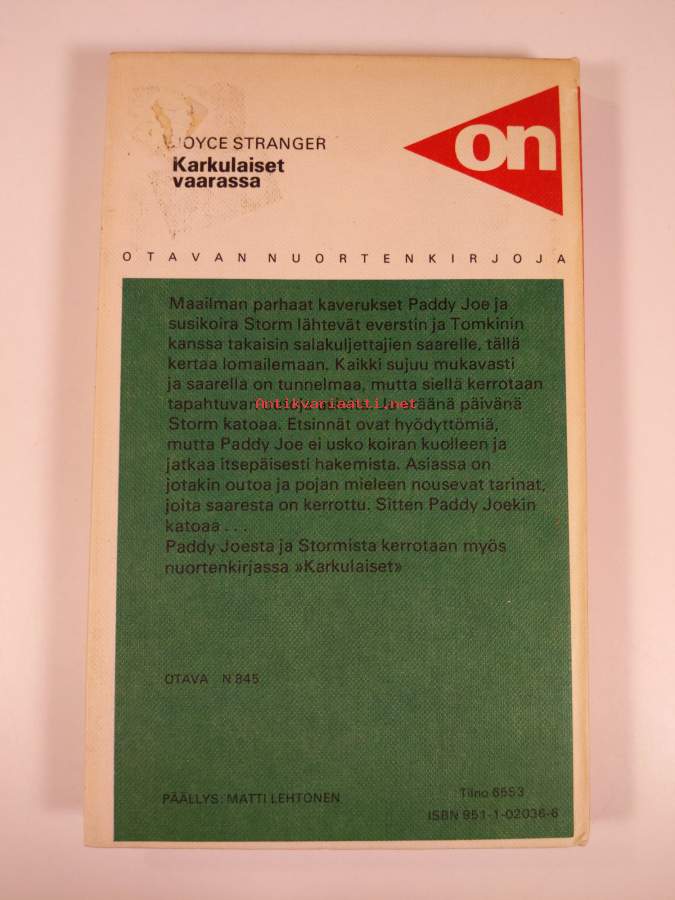 JOYCE STRANGER
Karkulaiset
vaarassa
on
OTAVAN NUORTENKIRJOJA
Maailman parhaat kaverukset Paddy Joe ja
susikoira Storm lähtevät everstin ja Tomkinin
kanssa takaisin salakuljettajien saarelle, tällä
kertaa lomailemaan. Kaikki sujuu mukavasti
ja saarella on tunnelmaa, mutta siellä kerrotaan
tapahtuvan päivänä
Antikvariaatti.net
Storm katoaa. Etsinnät ovat hyödyttömiä,
mutta Paddy Joe ei usko koiran kuolleen ja
jatkaa itsepäisesti hakemista. Asiassa on
jotakin outoa ja pojan mieleen nousevat tarinat,
joita saaresta on kerrottu. Sitten Paddy Joekin
katoaa . . .
Paddy Joesta ja Stormista kerrotaan myös
nuortenkirjassa »Karkulaiset»
OTAVA N 845
PÄÄLLYS: MATTI LEHTONEN
Tilno 6553
ISBN 951-1-02036-6